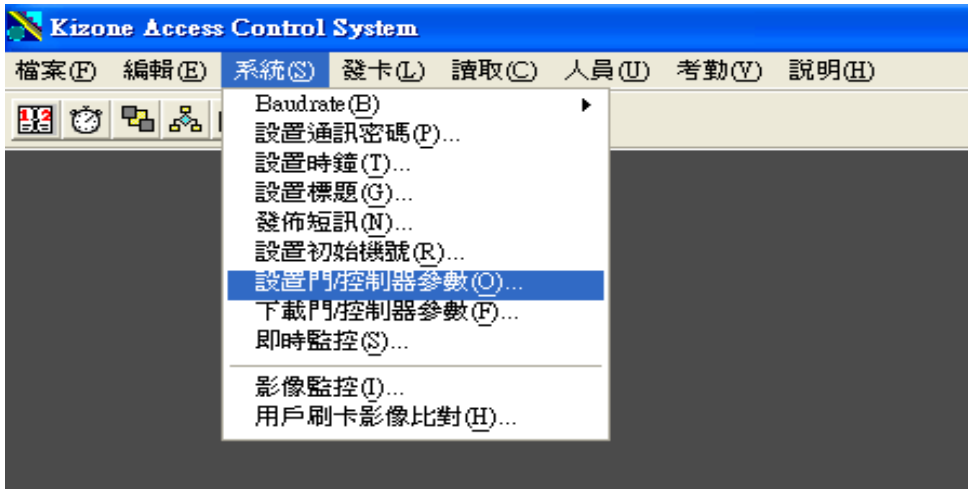 Kizone Access Control System
檔案(F) 編輯(E) 系統(S) 發卡(L) 讀取(C) 人員(U) 考勤(V) 說明(H)
Baudrate(B)
設置通訊密碼(P)...
設置時鐘(T)...
設置標題(G)...
發佈短訊(N)...
設置初始機號(R)...
設置門/控制器參數(O)...
下載門/控制器參數(F)...
即時監控(S)...
影像監控(I)...
用戶刷卡影像比對(H)...